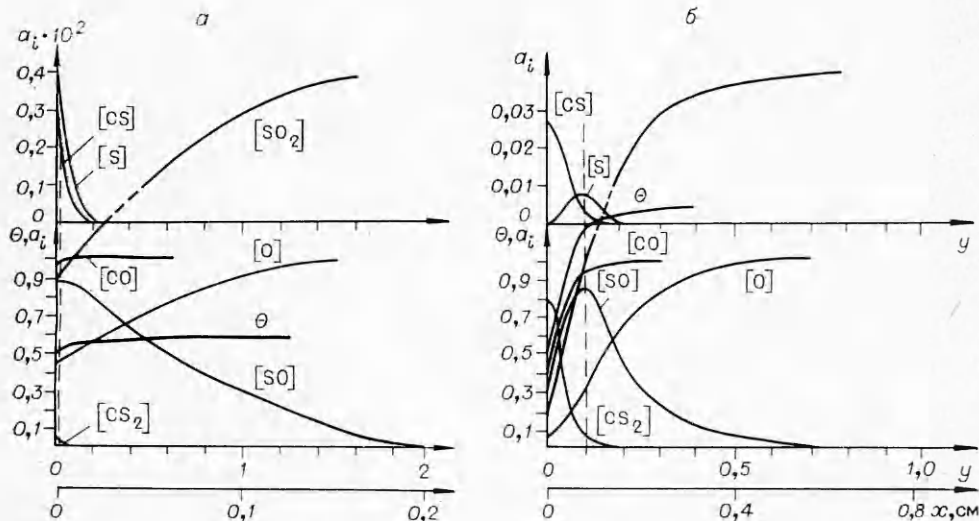 а
a_i·10²
0,4
0,3
0,2
0,1
0
[CS]
[S]
[SO₂]
Θ,a_i
0,9
0,7
0,5
0,3
0,1
[CO]
[O]
Θ
[SO]
[CS₂]
0 1 2
0 0,1 0,2
б
a_i
0,03
0,01
0
[CS]
[S]
Θ
y
Θ,a_i
0,9
0,7
0,5
0,3
0,1
[CO]
[SO]
[O]
[CS₂]
0 0,5 1,0 y
0 0,4 0,8 x,см